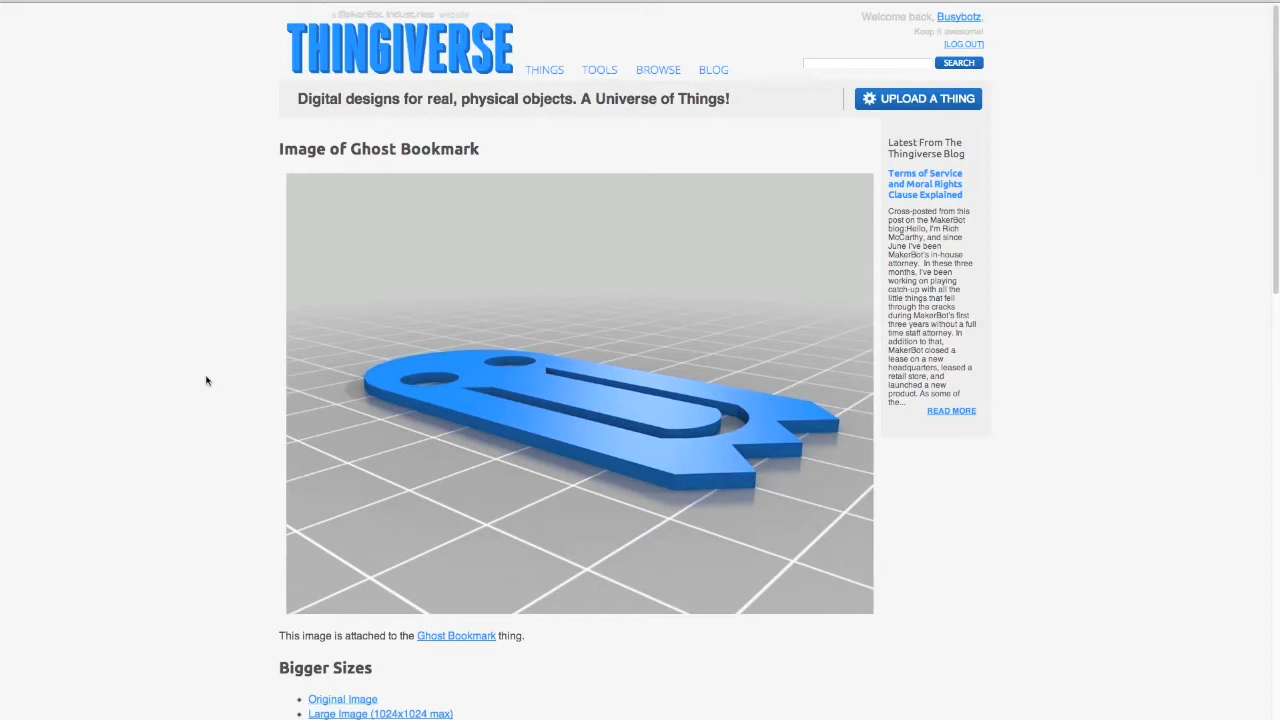 a MakerBot Industries website
THINGIVERSE
THINGS
TOOLS
BROWSE
BLOG
Welcome back, Busybotz.
Keep it awesome!
[LOG OUT]
SEARCH
Digital designs for real, physical objects. A Universe of Things!
UPLOAD A THING
Image of Ghost Bookmark
This image is attached to the Ghost Bookmark thing.
Bigger Sizes
Original Image
Large Image (1024x1024 max)
Latest From The
Thingiverse Blog
Terms of Service
and Moral Rights
Clause Explained
Cross-posted from this
post on the MakerBot
blog:Hello, I'm Rich
McCarthy, and since
June I've been
MakerBot's in-house
attorney.  In these three
months, I've been
working on playing
catch-up with all the
little things that fell
through the cracks
during MakerBot's first
three years without a full
time staff attorney. In
addition to that,
MakerBot closed a
lease on a new
headquarters, leased a
retail store, and
launched a new
product. As some of
the...
READ MORE